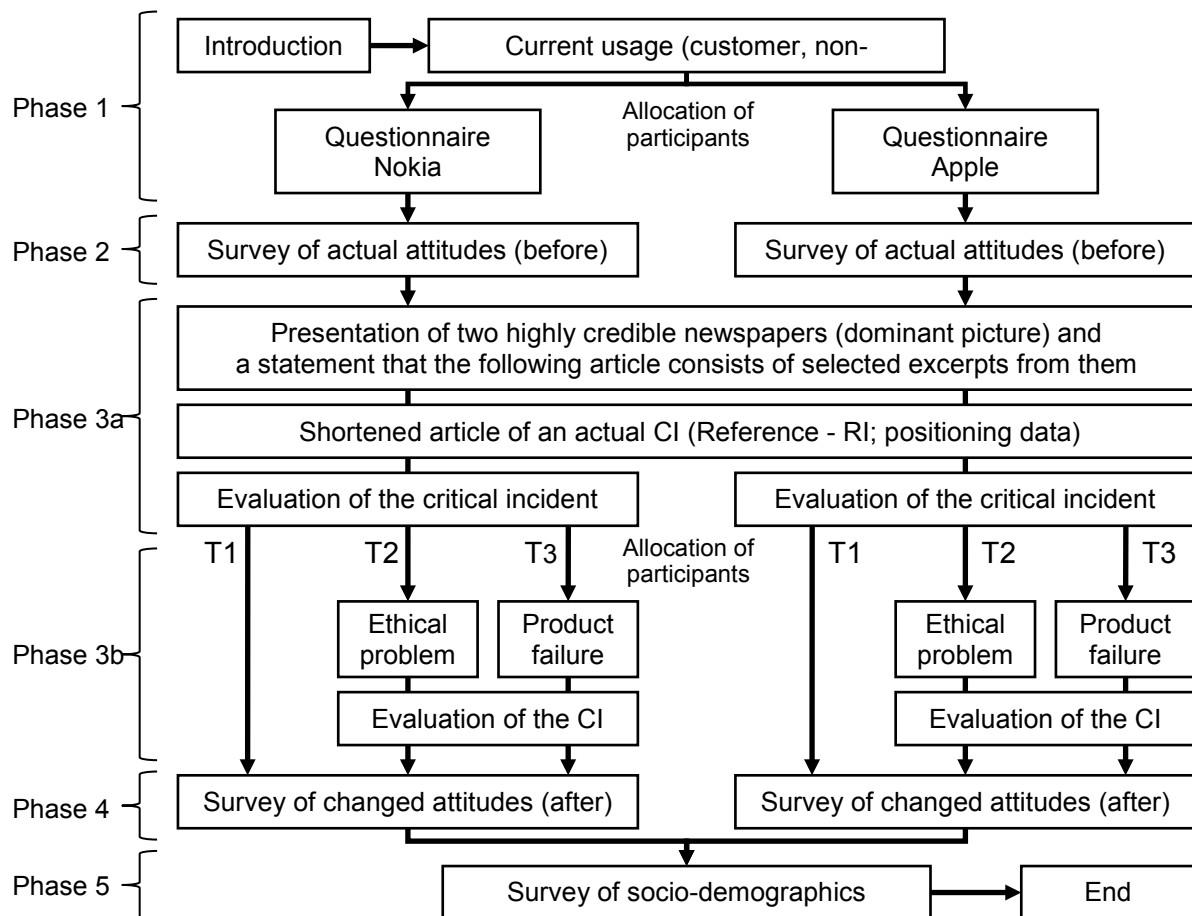 Phase 1
Introduction
Current usage (customer, non-
Allocation of
participants
Questionnaire
Nokia
Questionnaire
Apple
Phase 2
Survey of actual attitudes (before)
Survey of actual attitudes (before)
Phase 3a
Presentation of two highly credible newspapers (dominant picture) and
a statement that the following article consists of selected excerpts from them
Shortened article of an actual CI (Reference - RI; positioning data)
Evaluation of the critical incident
Evaluation of the critical incident
Phase 3b
T1
T2
T3
Allocation of
participants
T1
T2
T3
Ethical
problem
Product
failure
Ethical
problem
Product
failure
Evaluation of the CI
Evaluation of the CI
Phase 4
Survey of changed attitudes (after)
Survey of changed attitudes (after)
Phase 5
Survey of socio-demographics
End